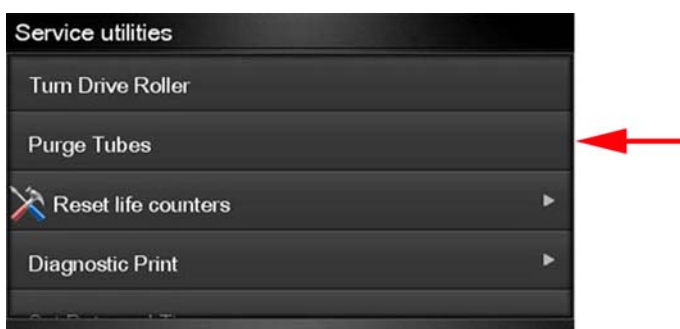 Service utilities
Turn Drive Roller
Purge Tubes
Reset life counters
Diagnostic Print